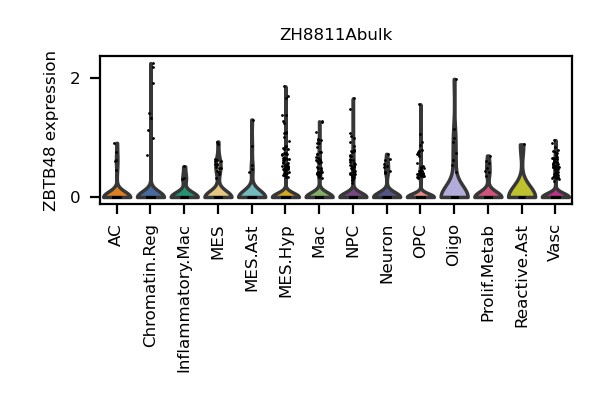 ZH8811Abulk
ZBTB48 expression
2
0
AC
Chromatin.Reg
Inflammatory.Mac
MES
MES.Ast
MES.Hyp
Mac
NPC
Neuron
OPC
Oligo
Prolif.Metab
Reactive.Ast
Vasc